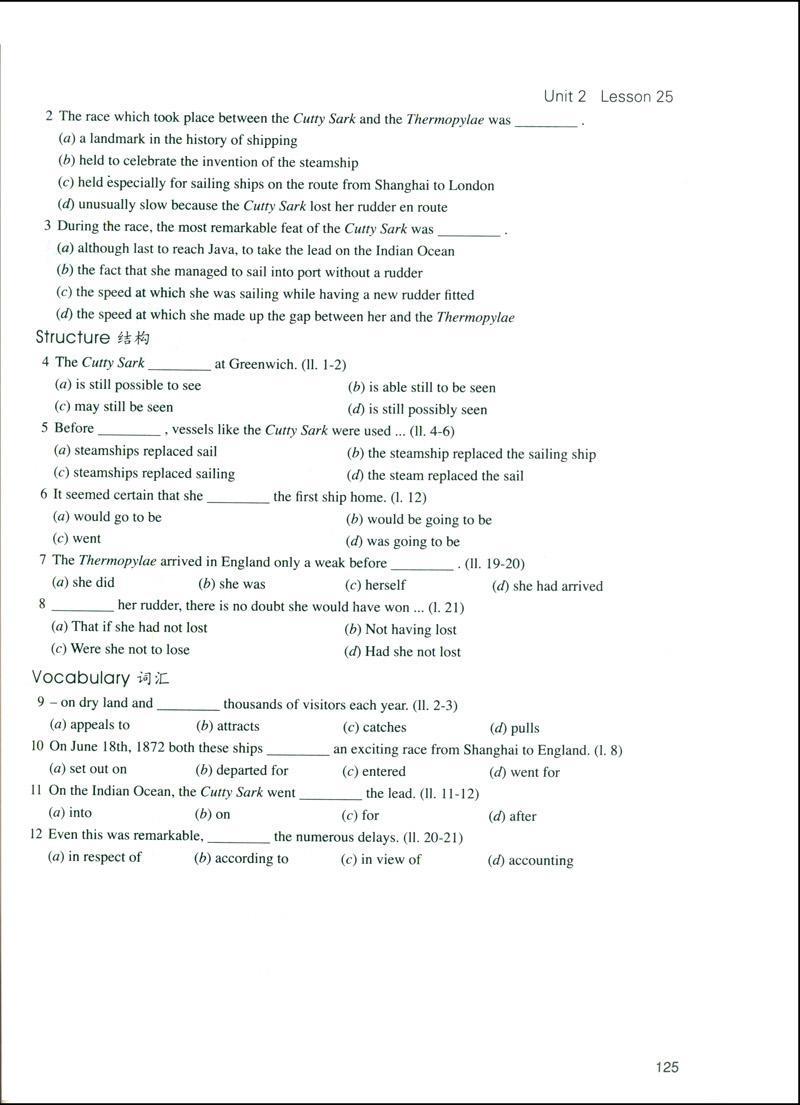 Unit 2 Lesson 25
2 The race which took place between the Cutty Sark and the Thermopylae was ________ .
(a) a landmark in the history of shipping
(b) held to celebrate the invention of the steamship
(c) held especially for sailing ships on the route from Shanghai to London
(d) unusually slow because the Cutty Sark lost her rudder en route
3 During the race, the most remarkable feat of the Cutty Sark was ________ .
(a) although last to reach Java, to take the lead on the Indian Ocean
(b) the fact that she managed to sail into port without a rudder
(c) the speed at which she was sailing while having a new rudder fitted
(d) the speed at which she made up the gap between her and the Thermopylae
Structure 结构
4 The Cutty Sark ________ at Greenwich. (ll. 1-2)
(a) is still possible to see (b) is able still to be seen
(c) may still be seen (d) is still possibly seen
5 Before ________ , vessels like the Cutty Sark were used ... (ll. 4-6)
(a) steamships replaced sail (b) the steamship replaced the sailing ship
(c) steamships replaced sailing (d) the steam replaced the sail
6 It seemed certain that she ________ the first ship home. (l. 12)
(a) would go to be (b) would be going to be
(c) went (d) was going to be
7 The Thermopylae arrived in England only a weak before ________ . (ll. 19-20)
(a) she did (b) she was (c) herself (d) she had arrived
8 ________ her rudder, there is no doubt she would have won ... (l. 21)
(a) That if she had not lost (b) Not having lost
(c) Were she not to lose (d) Had she not lost
Vocabulary 词汇
9 – on dry land and ________ thousands of visitors each year. (ll. 2-3)
(a) appeals to (b) attracts (c) catches (d) pulls
10 On June 18th, 1872 both these ships ________ an exciting race from Shanghai to England. (l. 8)
(a) set out on (b) departed for (c) entered (d) went for
11 On the Indian Ocean, the Cutty Sark went ________ the lead. (ll. 11-12)
(a) into (b) on (c) for (d) after
12 Even this was remarkable, ________ the numerous delays. (ll. 20-21)
(a) in respect of (b) according to (c) in view of (d) accounting
125